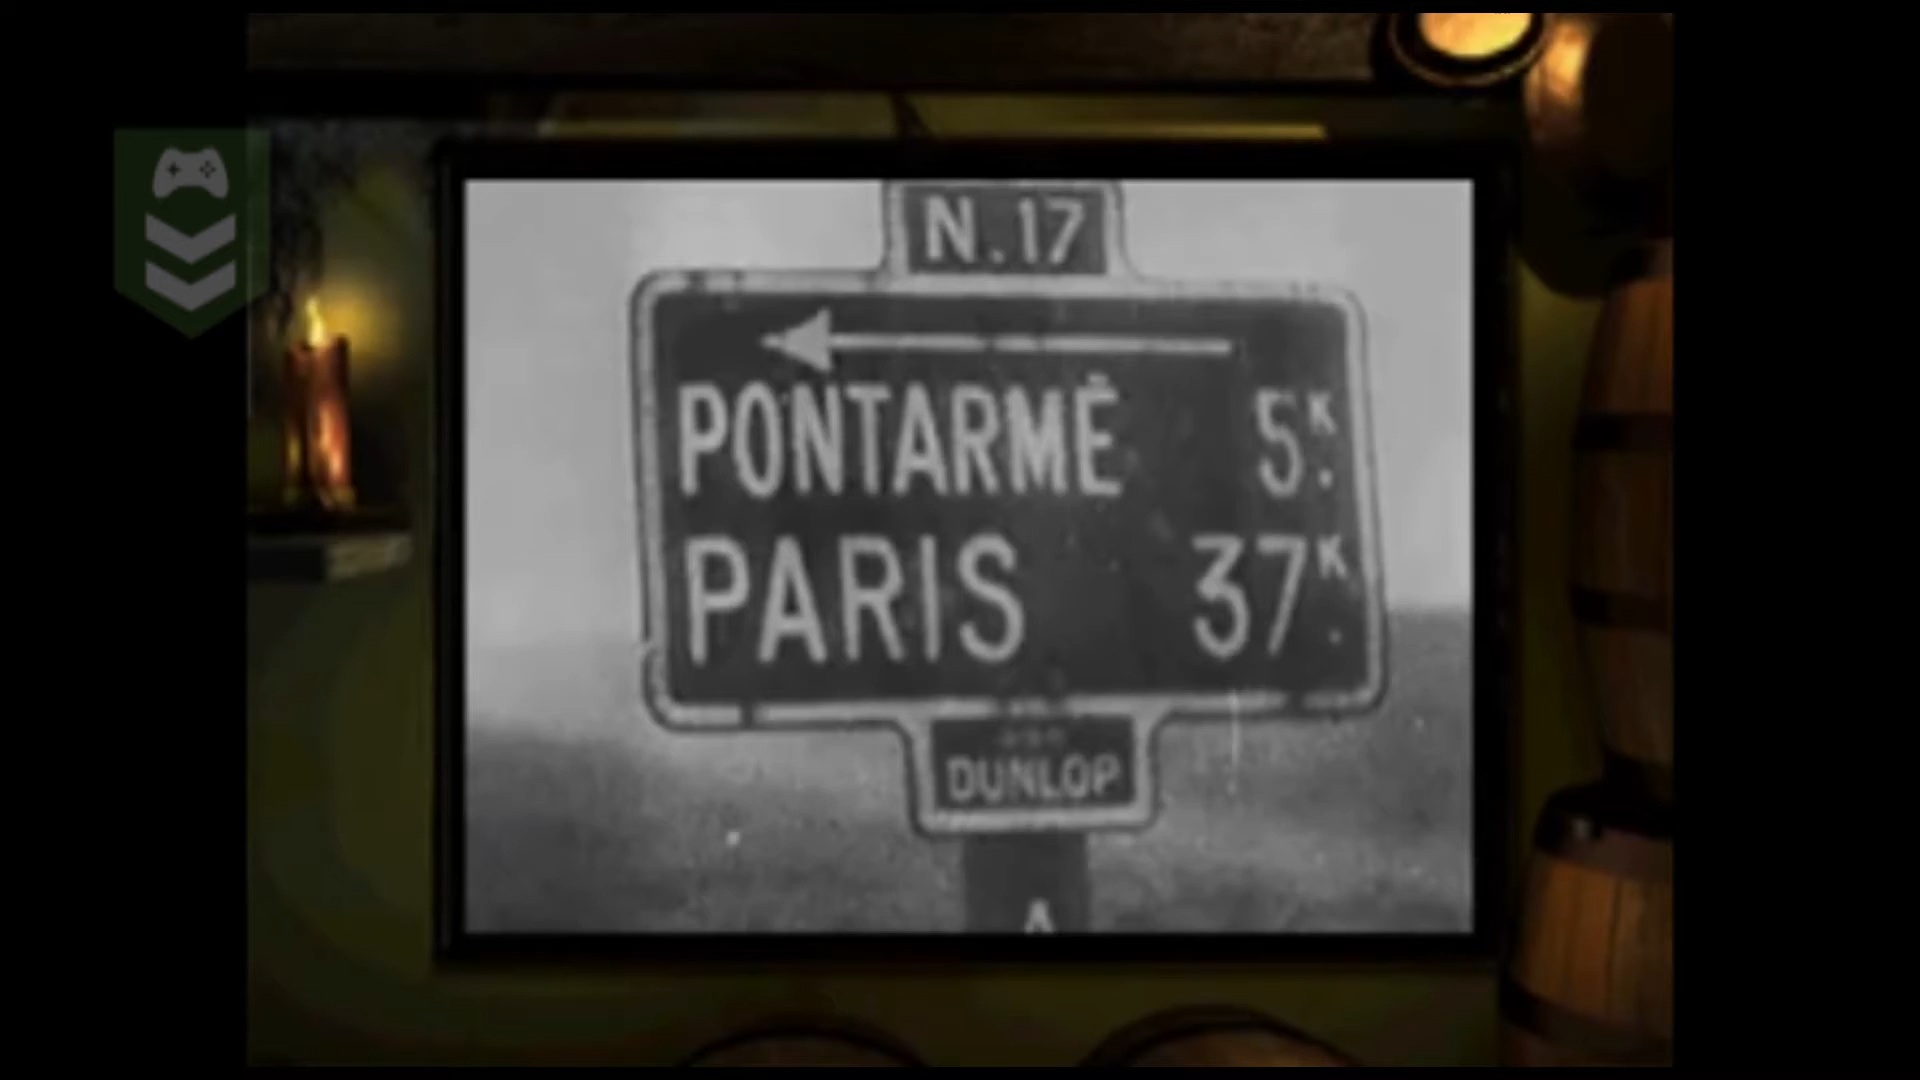 N.17
PONTARMÉ 5K.
PARIS 37K.
DUNLOP
A